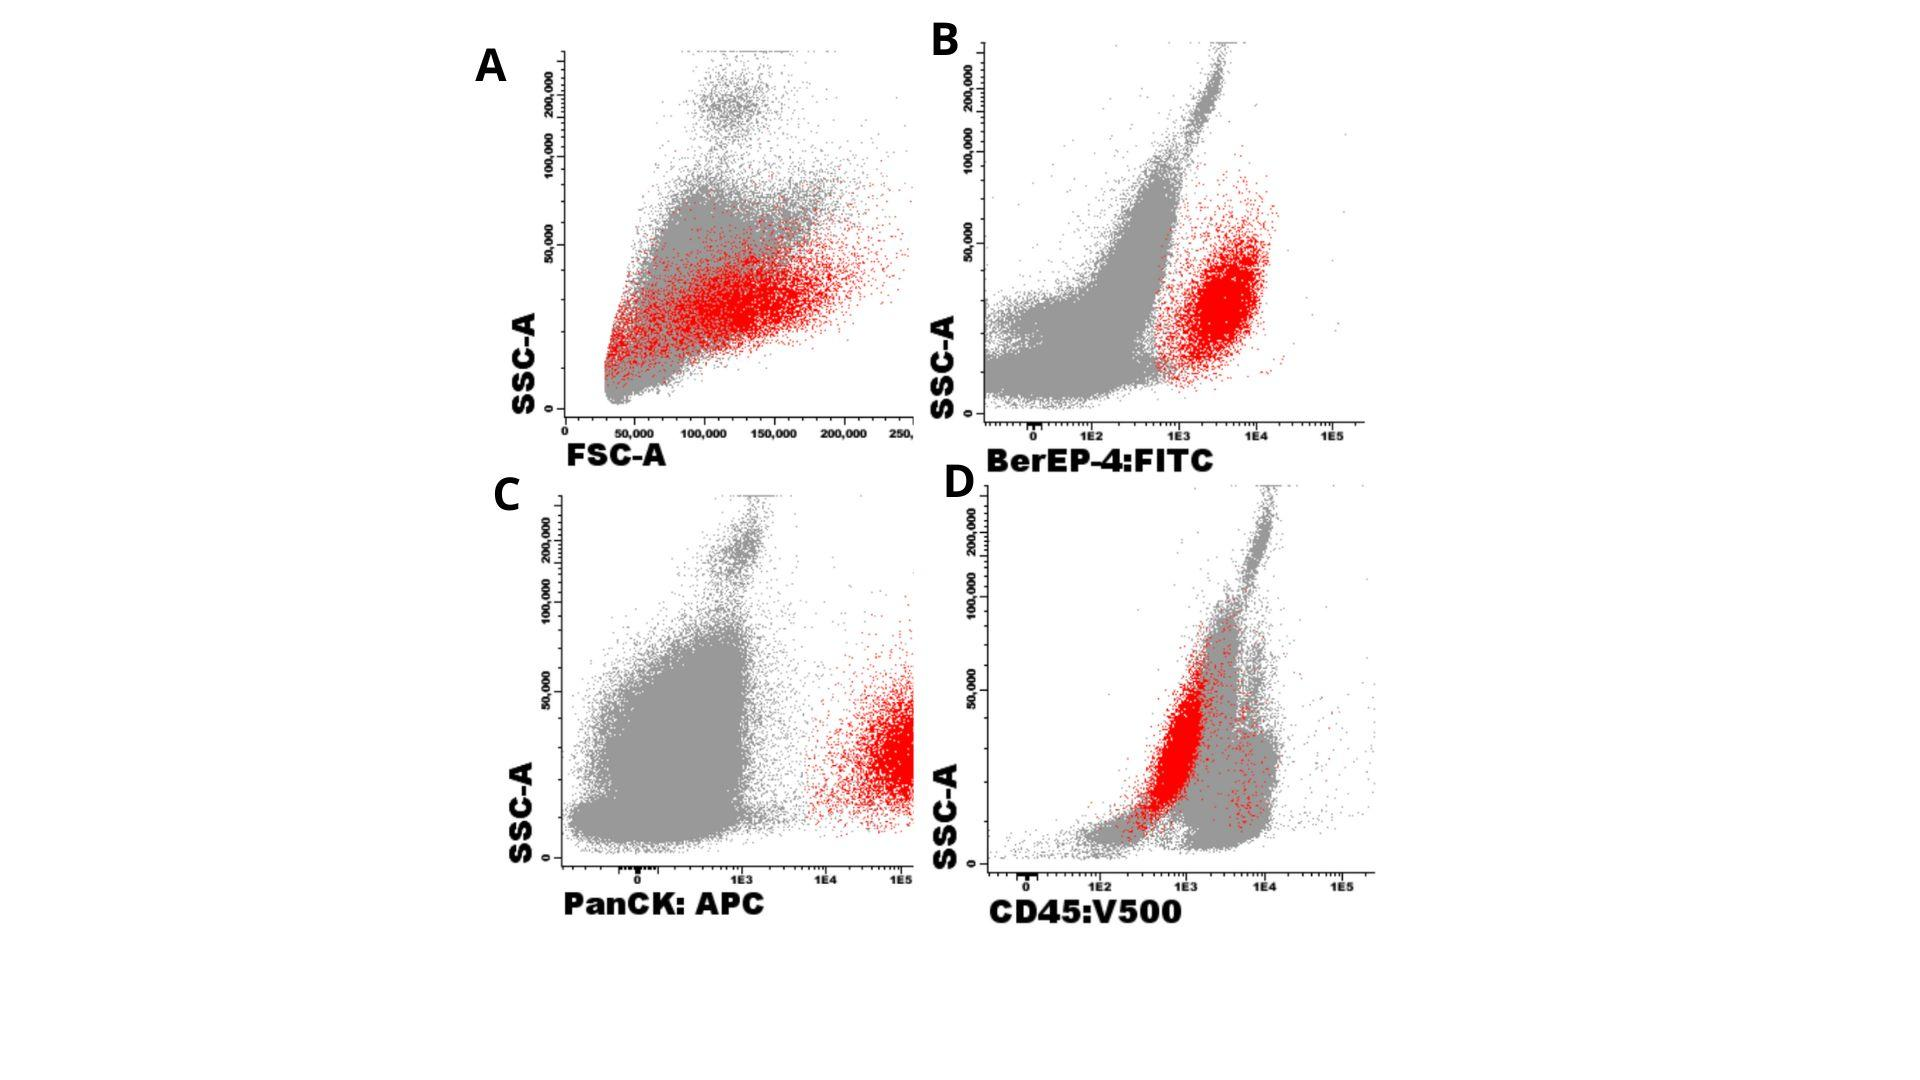 A
200,000
100,000
50,000
0
SSC-A
0 50,000 100,000 150,000 200,000 250,
FSC-A
B
200,000
100,000
50,000
0
SSC-A
0 1E2 1E3 1E4 1E5
BerEP-4:FITC
C
200,000
100,000
50,000
0
SSC-A
0 1E3 1E4 1E5
PanCK: APC
D
200,000
100,000
50,000
0
SSC-A
0 1E2 1E3 1E4 1E5
CD45:V500